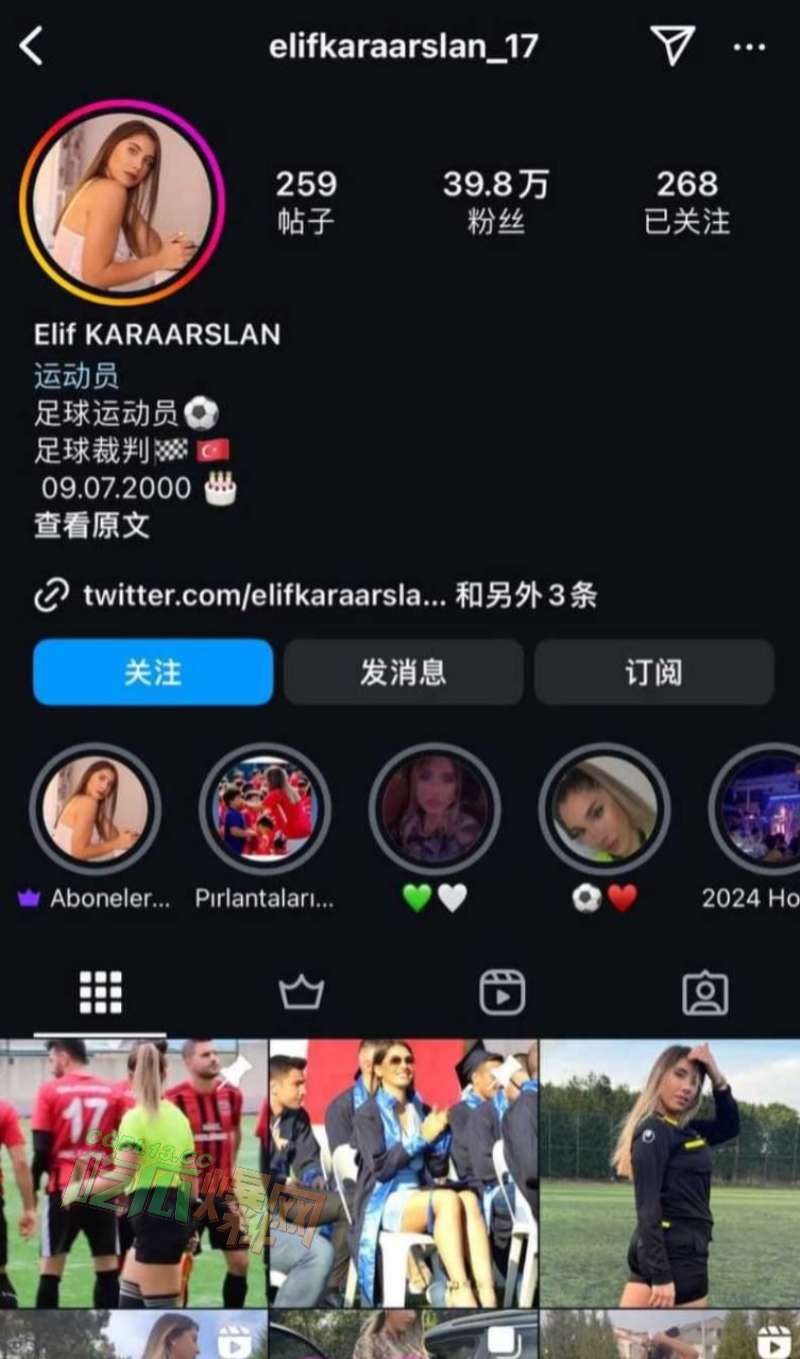 elifkaraarslan_17
259
39.8万
268
帖子
粉丝
已关注
Elif KARAARSLAN
运动员
足球运动员⚽
足球裁判🏁🇹🇷
09.07.2000 🎂
查看原文
twitter.com/elifkaraarsla... 和另外 3 条
关注
发消息
订阅
Aboneler...
Pırlantaları...
💚🤍
⚽❤️
2024 Ho
17
吃瓜爆料网